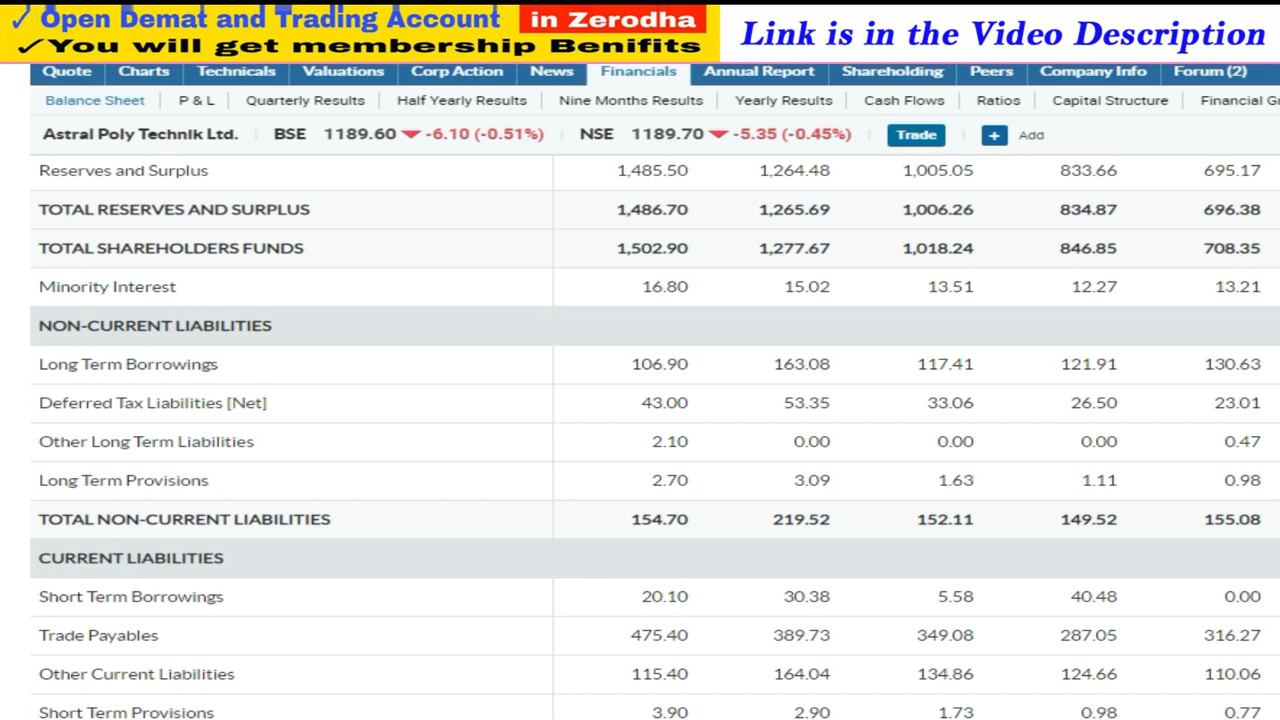 ✓ Open Demat and Trading Account in Zerodha
✓You will get membership Benifits
Link is in the Video Description
Quote Charts Technicals Valuations Corp Action News Financials Annual Report Shareholding Peers Company Info Forum (2)
Balance Sheet P & L Quarterly Results Half Yearly Results Nine Months Results Yearly Results Cash Flows Ratios Capital Structure Financial G
Astral Poly Technik Ltd. BSE 1189.60 -6.10 (-0.51%) NSE 1189.70 -5.35 (-0.45%) Trade + Add
Reserves and Surplus 1,485.50 1,264.48 1,005.05 833.66 695.17
TOTAL RESERVES AND SURPLUS 1,486.70 1,265.69 1,006.26 834.87 696.38
TOTAL SHAREHOLDERS FUNDS 1,502.90 1,277.67 1,018.24 846.85 708.35
Minority Interest 16.80 15.02 13.51 12.27 13.21
NON-CURRENT LIABILITIES
Long Term Borrowings 106.90 163.08 117.41 121.91 130.63
Deferred Tax Liabilities [Net] 43.00 53.35 33.06 26.50 23.01
Other Long Term Liabilities 2.10 0.00 0.00 0.00 0.47
Long Term Provisions 2.70 3.09 1.63 1.11 0.98
TOTAL NON-CURRENT LIABILITIES 154.70 219.52 152.11 149.52 155.08
CURRENT LIABILITIES
Short Term Borrowings 20.10 30.38 5.58 40.48 0.00
Trade Payables 475.40 389.73 349.08 287.05 316.27
Other Current Liabilities 115.40 164.04 134.86 124.66 110.06
Short Term Provisions 3.90 2.90 1.73 0.98 0.77